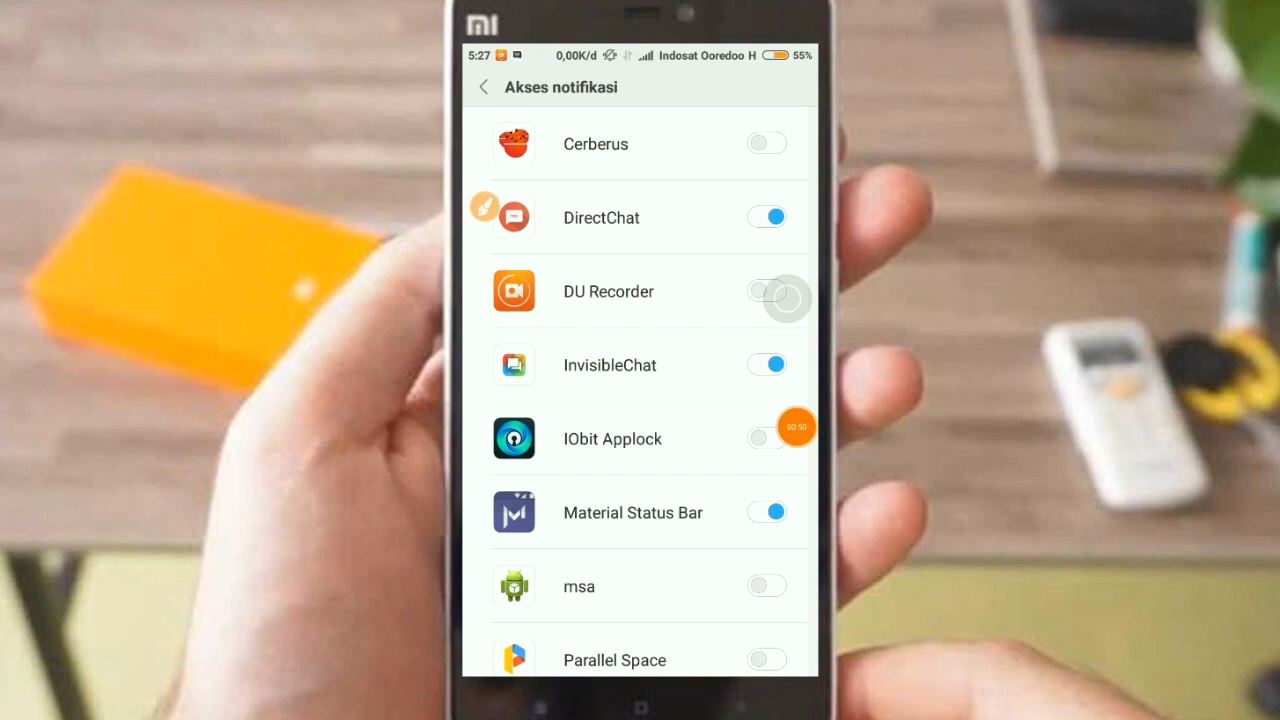 mi
5:27 0,00K/d Indosat Ooredoo H 55%
Akses notifikasi
Cerberus
DirectChat
DU Recorder
InvisibleChat
IObit Applock
00:50
Material Status Bar
msa
Parallel Space